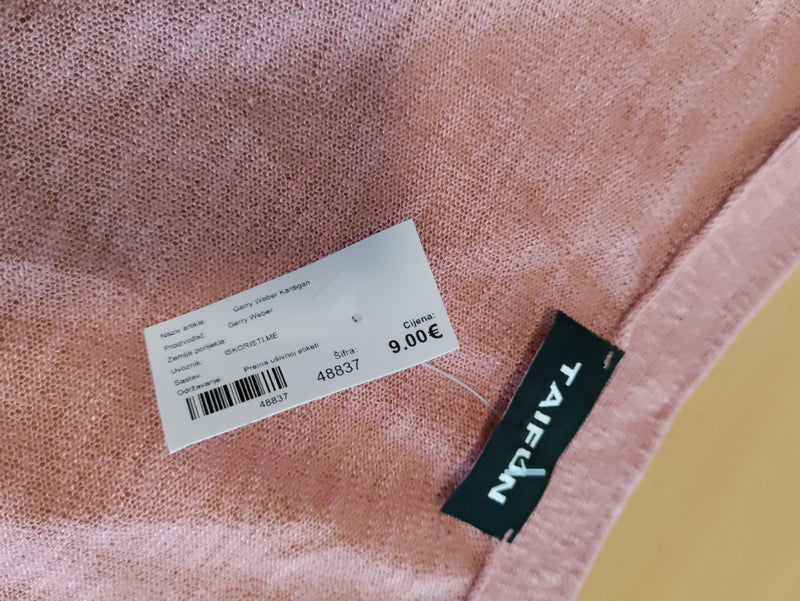 Naziv artikla: Gerry Weber Kardigan
Proizvođač: Gerry Weber
Zemlja porijekla:
Uvoznik: ISKORISTI.ME
Sastav:
Održavanje Prema ušivnoj etiketi
48837
Šifra:
48837
Cijena:
9.00€
TAIFUN